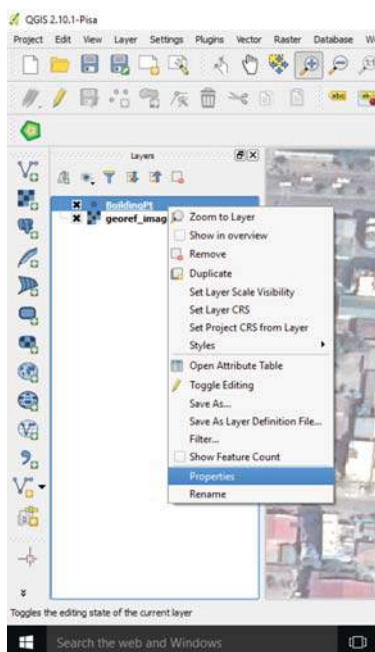 QGIS 2.10.1-Pisa
Project Edit View Layer Settings Plugins Vector Raster Database
Layers
BuildingPt
georef_imag
Zoom to Layer
Show in overview
Remove
Duplicate
Set Layer Scale Visibility
Set Layer CRS
Set Project CRS from Layer
Styles
Open Attribute Table
Toggle Editing
Save As...
Save As Layer Definition File...
Filter...
Show Feature Count
Properties
Rename
Toggles the editing state of the current layer
Search the web and Windows